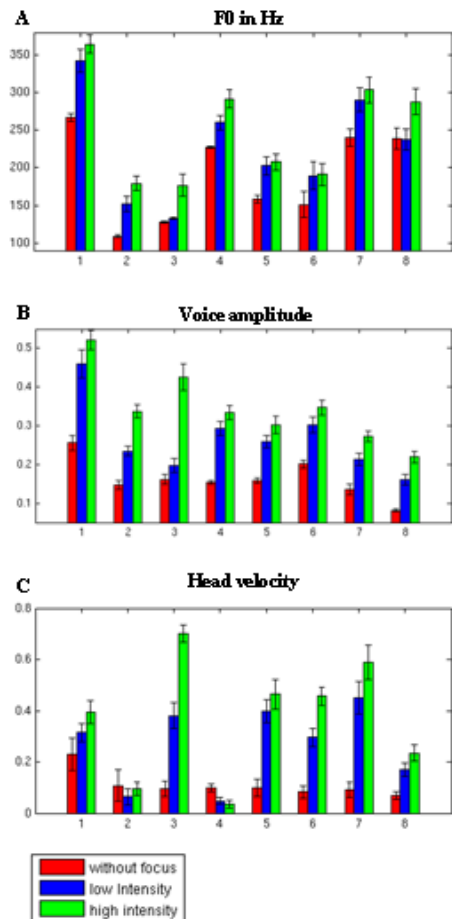 A F0 in Hz
350
300
250
200
150
100
1 2 3 4 5 6 7 8
B Voice amplitude
0.5
0.4
0.3
0.2
0.1
1 2 3 4 5 6 7 8
C Head velocity
0.8
0.6
0.4
0.2
0
1 2 3 4 5 6 7 8
without focus
low Intensity
high intensity